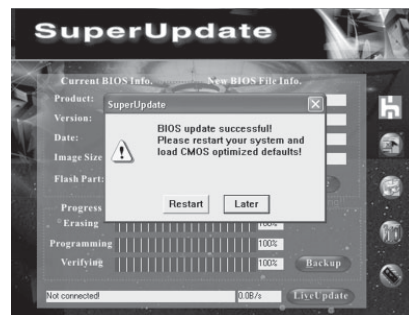 SuperUpdate
Current BIOS Info.
New BIOS File Info.
Product:
Version:
Date:
Image Size
Flash Part:
SuperUpdate
BIOS update successful!
Please restart your system and
load CMOS optimized defaults!
Restart
Later
Progress
Erasing
100%
Programming
100%
Verifying
100%
Backup
Not connected!
0.0B/s
LiveUpdate